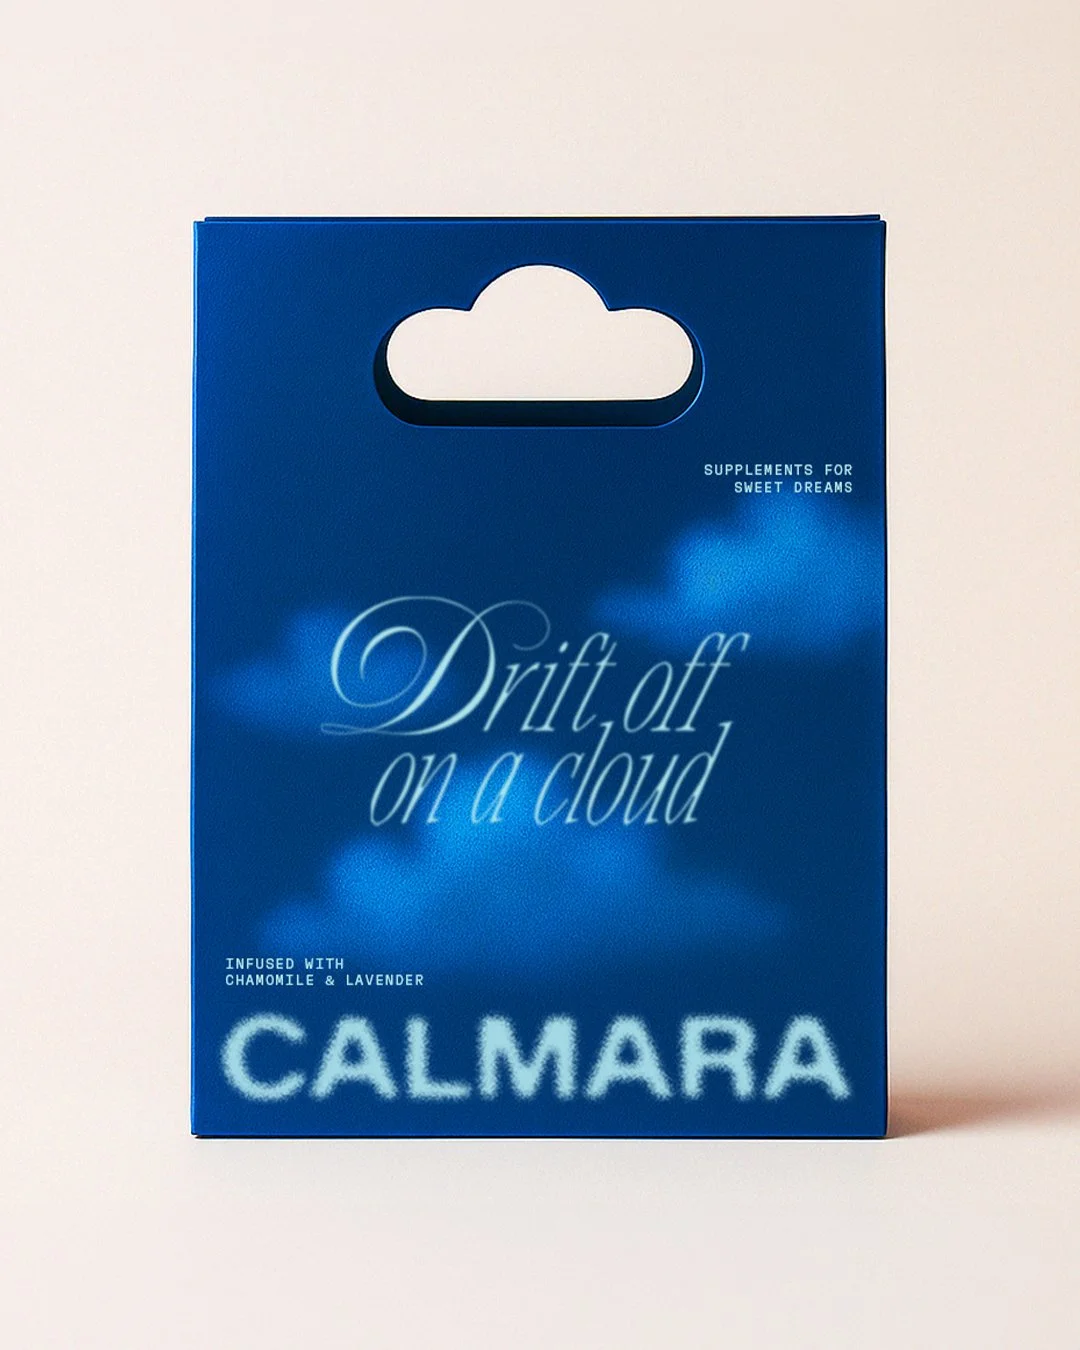 SUPPLEMENTS FOR
SWEET DREAMS
Drift off
on a cloud
INFUSED WITH
CHAMOMILE & LAVENDER
CALMARA